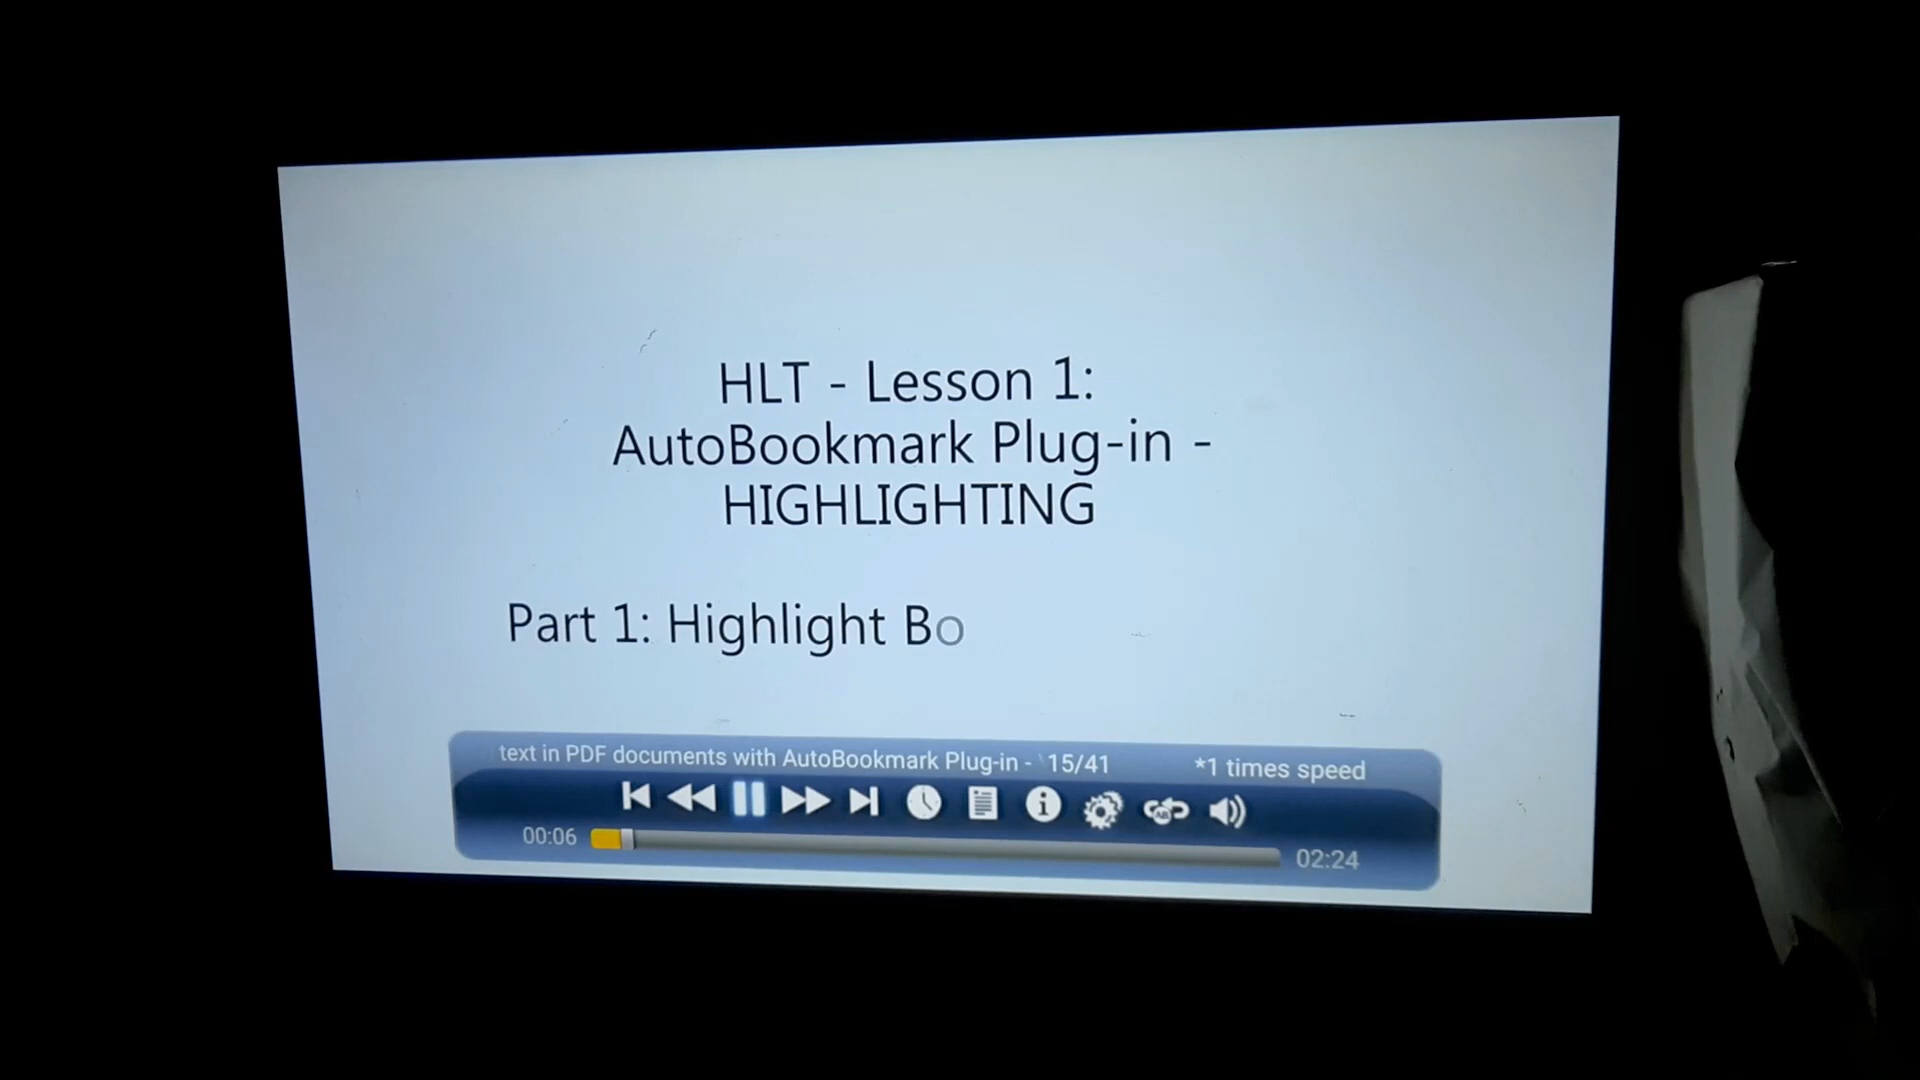 HLT - Lesson 1:
AutoBookmark Plug-in -
HIGHLIGHTING
Part 1: Highlight Bo
text in PDF documents with AutoBookmark Plug-in - 15/41 *1 times speed
00:06 02:24